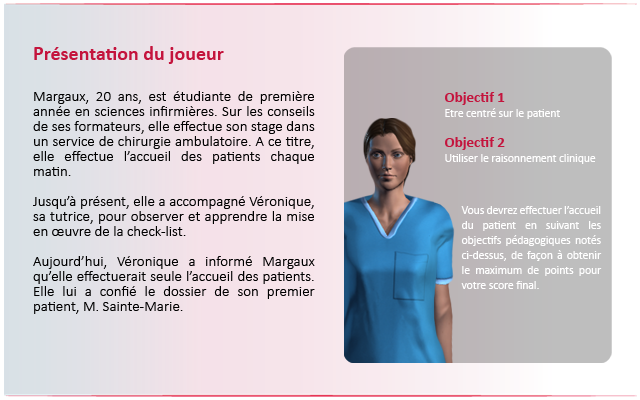 Présentation du joueur
Margaux, 20 ans, est étudiante de première
année en sciences infirmières. Sur les conseils
de ses formateurs, elle effectue son stage dans
un service de chirurgie ambulatoire. A ce titre,
elle effectue l'accueil des patients chaque
matin.
Jusqu'à présent, elle a accompagné Véronique,
sa tutrice, pour observer et apprendre la mise
en œuvre de la check-list.
Aujourd'hui, Véronique a informé Margaux
qu'elle effectuerait seule l'accueil des patients.
Elle lui a confié le dossier de son premier
patient, M. Sainte-Marie.
Objectif 1
Etre centré sur le patient
Objectif 2
Utiliser le raisonnement clinique
Vous devrez effectuer l'accueil
du patient en suivant les
objectifs pédagogiques notés
ci-dessus, de façon à obtenir
le maximum de points pour
votre score final.